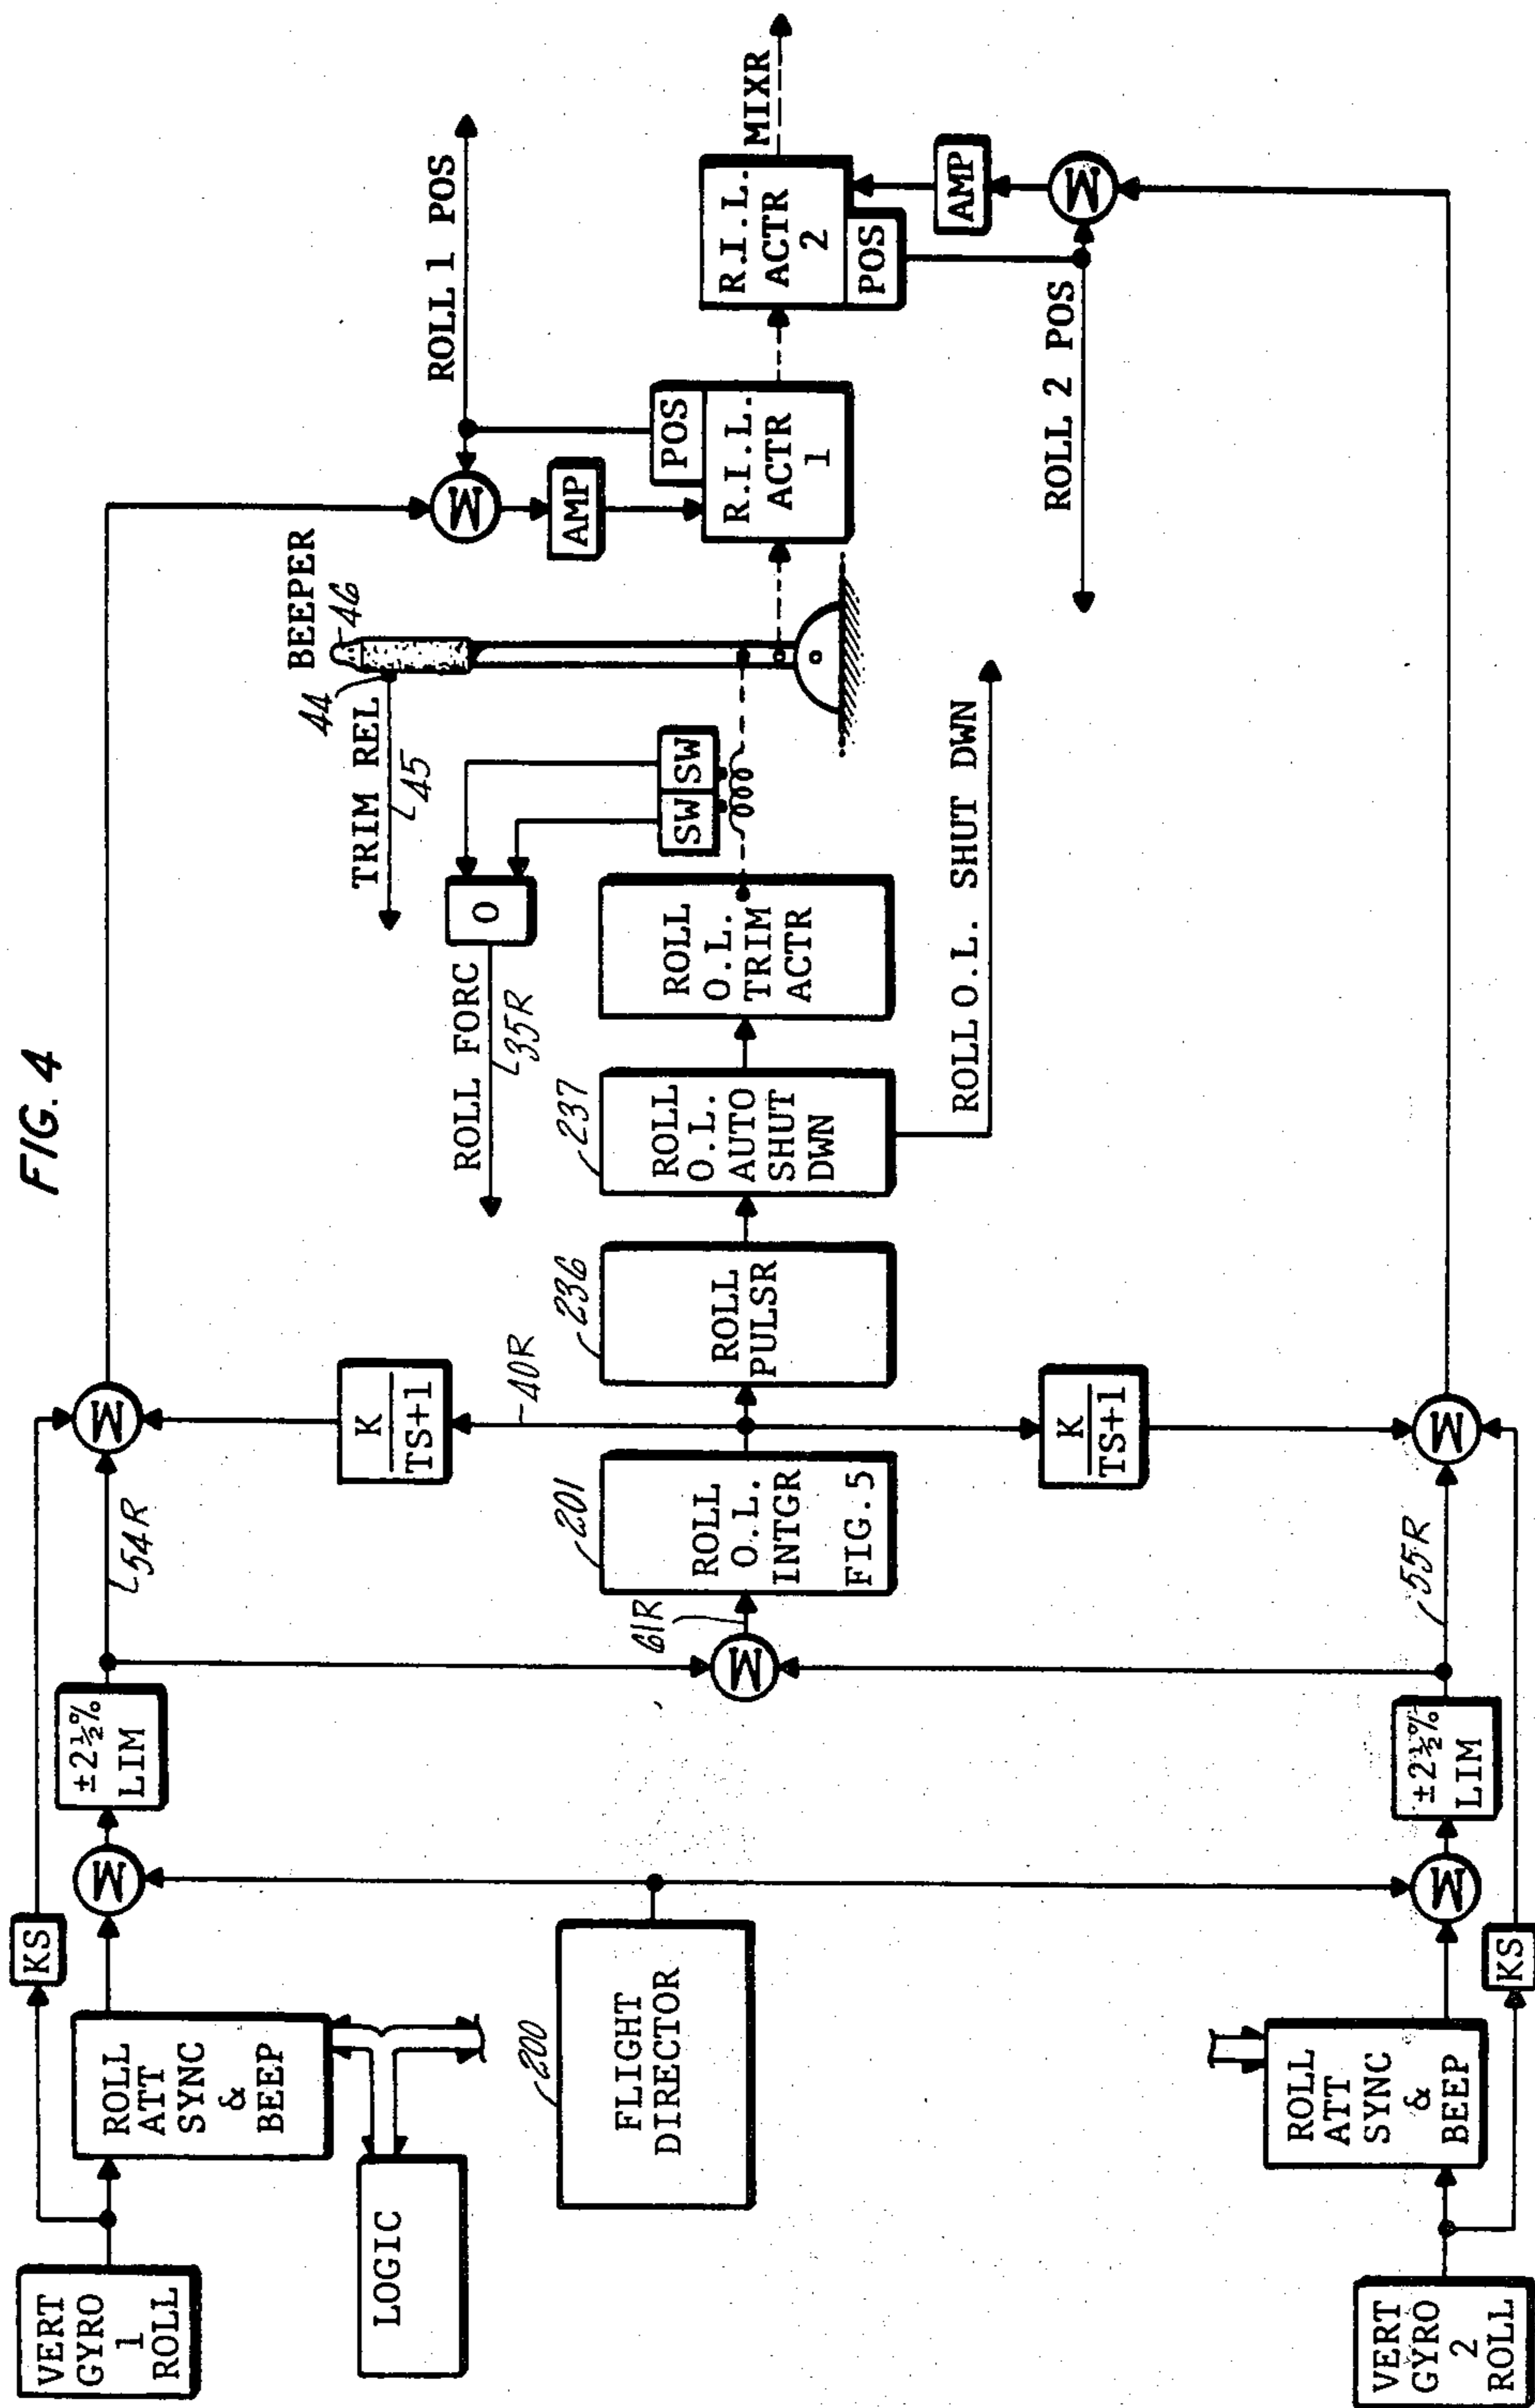 FIG. 4
VERT
GYRO
1
ROLL
KS
ROLL
ATT
SYNC
&
BEEP
Σ
±2½%
LIM
54R
Σ
LOGIC
200
FLIGHT
DIRECTOR
Σ
61R
201
ROLL
O.L.
INTGR
FIG. 5
K
TS+1
40R
K
TS+1
236
ROLL
PULSR
237
ROLL
O.L.
AUTO
SHUT
DWN
ROLL O.L. SHUT DWN
ROLL
O.L.
TRIM
ACTR
SW
SW
O
ROLL FORC
35R
TRIM REL
45
44
BEEPER
46
Σ
AMP
POS
R.I.L.
ACTR
1
ROLL 1 POS
R.I.L.
ACTR
2
POS
MIXR
AMP
Σ
ROLL 2 POS
VERT
GYRO
2
ROLL
KS
ROLL
ATT
SYNC
&
BEEP
Σ
±2½%
LIM
55R
Σ